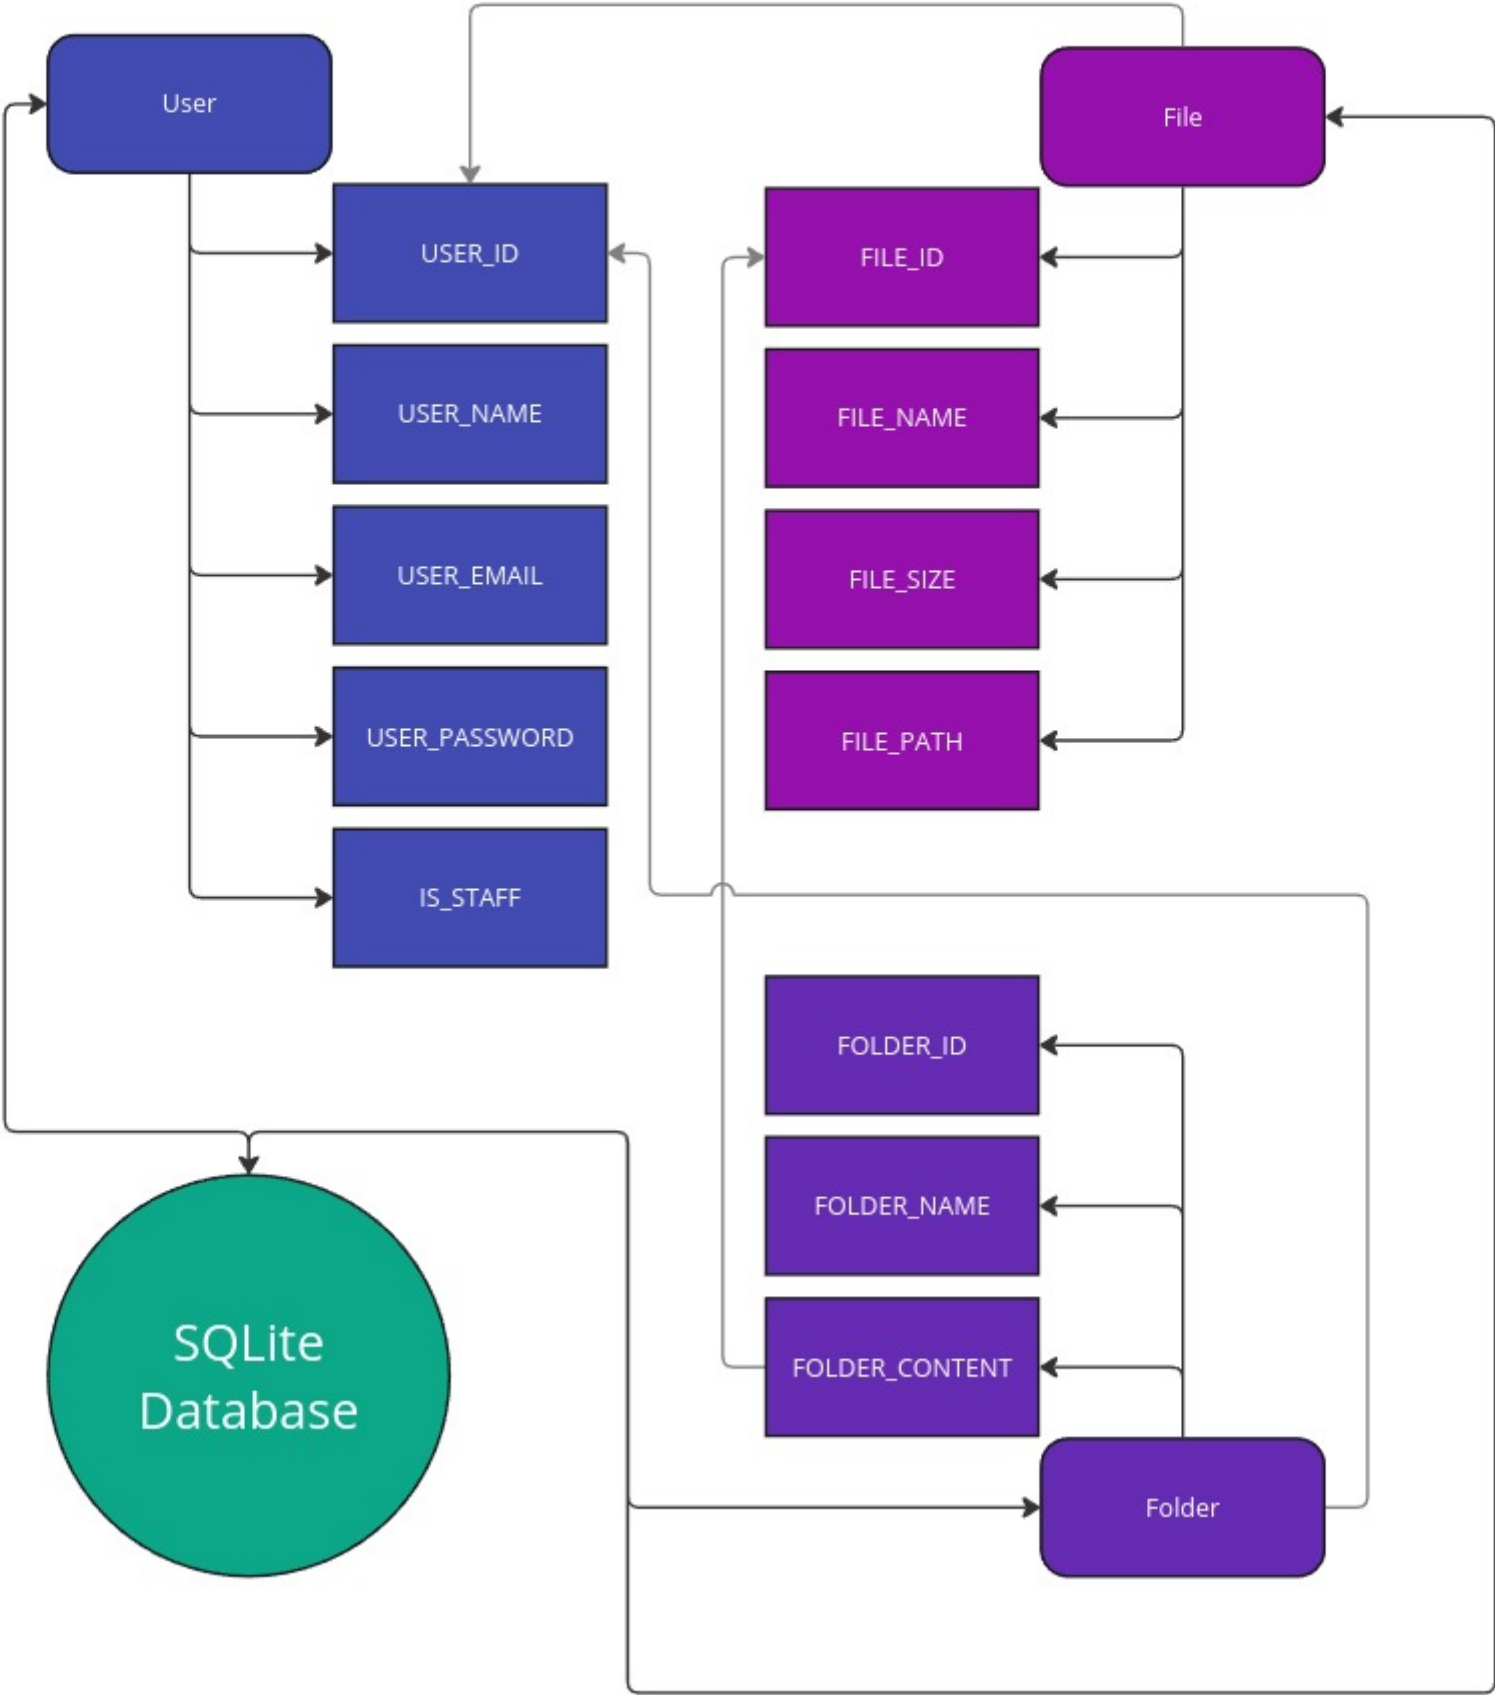 User
File
USER_ID
FILE_ID
USER_NAME
FILE_NAME
USER_EMAIL
FILE_SIZE
USER_PASSWORD
FILE_PATH
IS_STAFF
FOLDER_ID
FOLDER_NAME
FOLDER_CONTENT
SQLite
Database
Folder